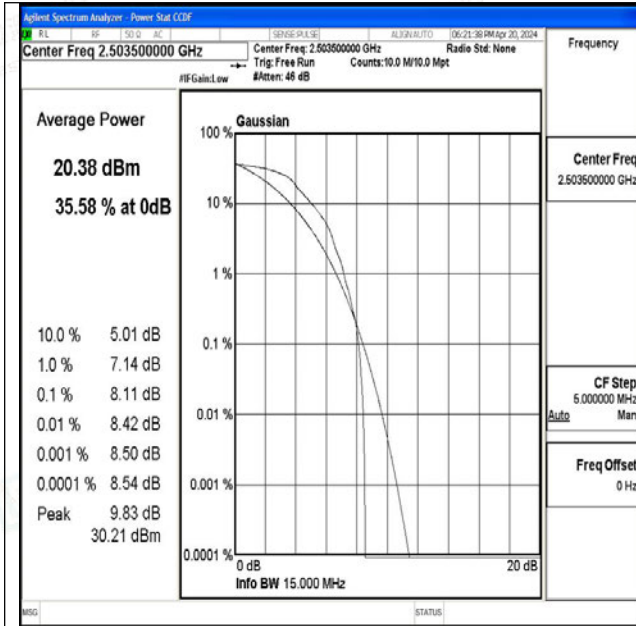 Agilent Spectrum Analyzer - Power Stat CCDF
RL RF 50 Ω AC SENSE:PULSE ALIGNAUTO 06:21:38 PM Apr 20, 2024
Center Freq 2.503500000 GHz
Center Freq: 2.503500000 GHz Radio Std: None
Trig: Free Run Counts:10.0 M/10.0 Mpt
#IFGain:Low #Atten: 46 dB
Frequency
Average Power
20.38 dBm
35.58 % at 0dB
10.0 % 5.01 dB
1.0 % 7.14 dB
0.1 % 8.11 dB
0.01 % 8.42 dB
0.001 % 8.50 dB
0.0001 % 8.54 dB
Peak 9.83 dB
30.21 dBm
Gaussian
100 %
10 %
1 %
0.1 %
0.01 %
0.001 %
0.0001 %
0 dB 20 dB
Info BW 15.000 MHz
Center Freq
2.503500000 GHz
CF Step
5.000000 MHz
Auto Man
Freq Offset
0 Hz
MSG STATUS